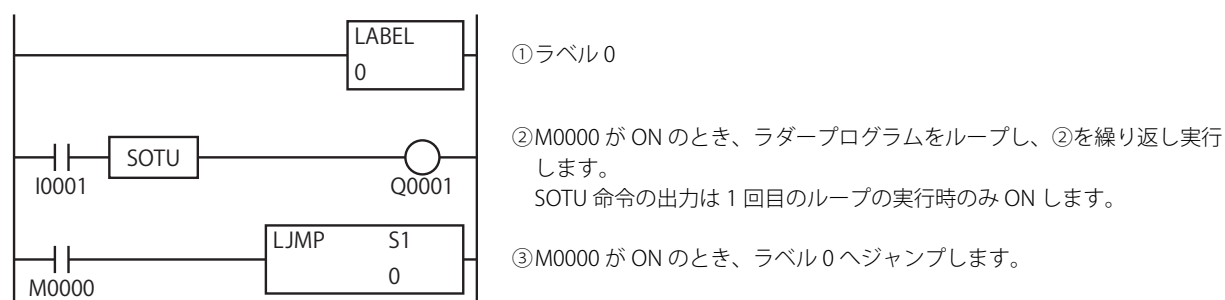 LABEL
0
①ラベル 0
SOTU
I0001
Q0001
②M0000 が ON のとき、ラダープログラムをループし、②を繰り返し実行
します。
SOTU 命令の出力は 1 回目のループの実行時のみ ON します。
LJMP S1
0
M0000
③M0000 が ON のとき、ラベル 0 へジャンプします。